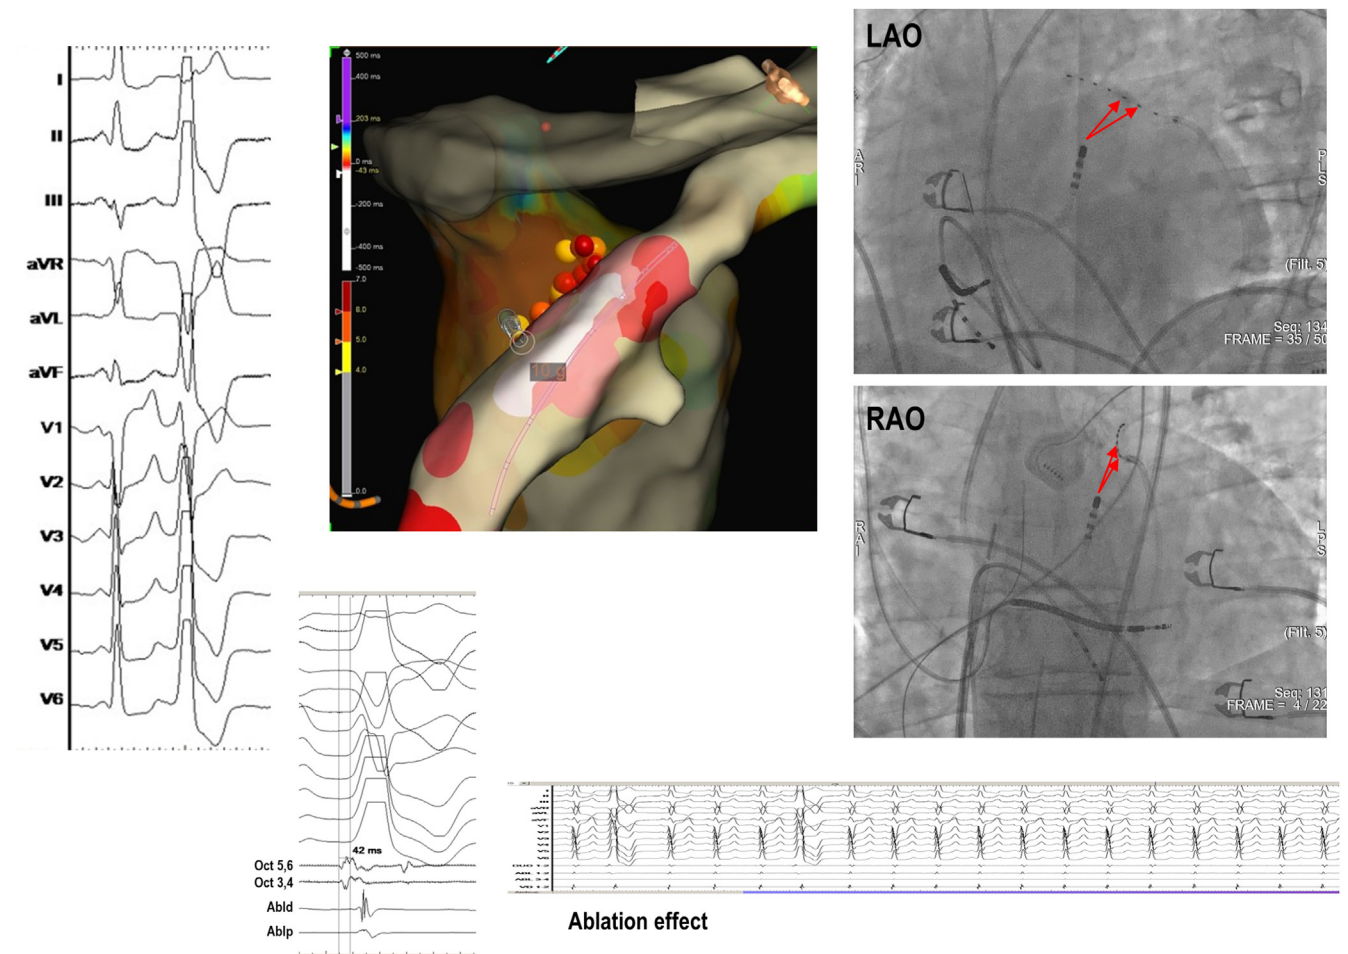 I
II
III
aVR
aVL
aVF
V1
V2
V3
V4
V5
V6
500 ms
400 ms
203 ms
0 ms
-43 ms
-200 ms
-400 ms
-500 ms
7.0
6.0
5.0
4.0
0.0
10 g
LAO
A
R
I
P
L
S
(Filt. 5)
Seq: 134
FRAME = 35 / 50
RAO
R
A
I
L
P
S
(Filt. 5)
Seq: 131
FRAME = 4 / 22
42 ms
Oct 5,6
Oct 3,4
Abld
Ablp
Ablation effect